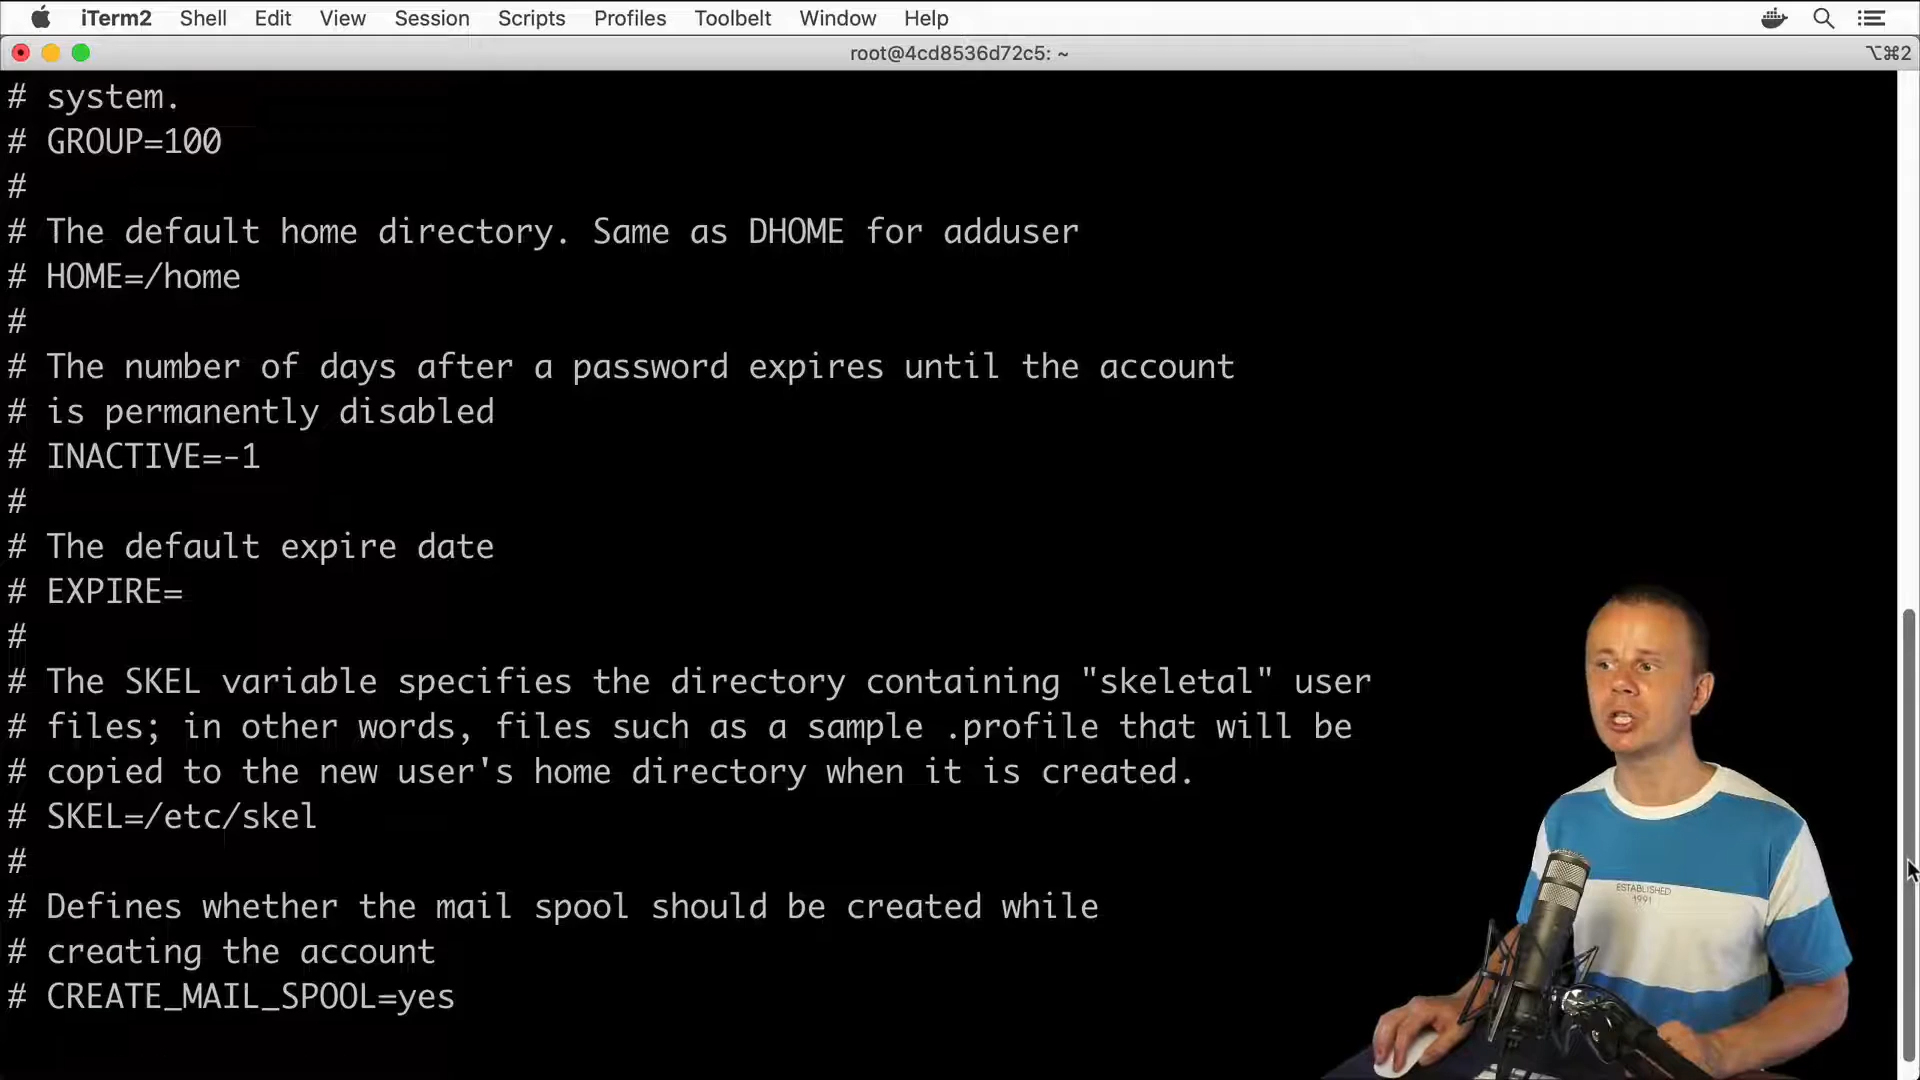 iTerm2 Shell Edit View Session Scripts Profiles Toolbelt Window Help
root@4cd8536d72c5: ~
⌥⌘2
# system.
# GROUP=100
#
# The default home directory. Same as DHOME for adduser
# HOME=/home
#
# The number of days after a password expires until the account
# is permanently disabled
# INACTIVE=-1
#
# The default expire date
# EXPIRE=
#
# The SKEL variable specifies the directory containing "skeletal" user
# files; in other words, files such as a sample .profile that will be
# copied to the new user's home directory when it is created.
# SKEL=/etc/skel
#
# Defines whether the mail spool should be created while
# creating the account
# CREATE_MAIL_SPOOL=yes
ESTABLISHED
1991